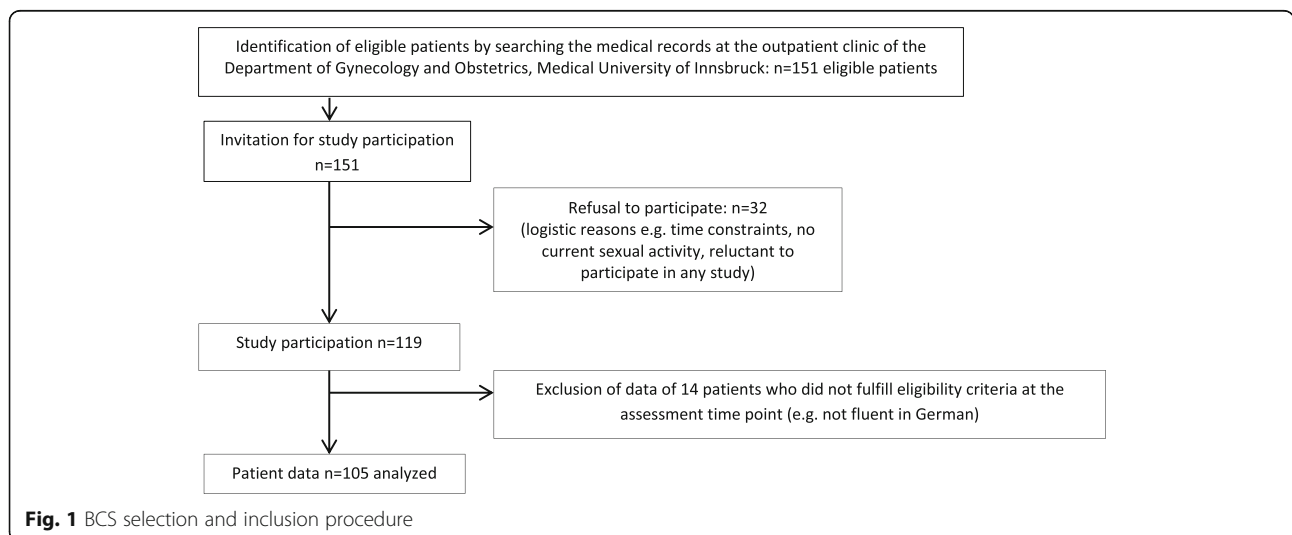 Identification of eligible patients by searching the medical records at the outpatient clinic of the
Department of Gynecology and Obstetrics, Medical University of Innsbruck: n=151 eligible patients
Invitation for study participation
n=151
Refusal to participate: n=32
(logistic reasons e.g. time constraints, no
current sexual activity, reluctant to
participate in any study)
Study participation n=119
Exclusion of data of 14 patients who did not fulfill eligibility criteria at the
assessment time point (e.g. not fluent in German)
Patient data n=105 analyzed
Fig. 1 BCS selection and inclusion procedure